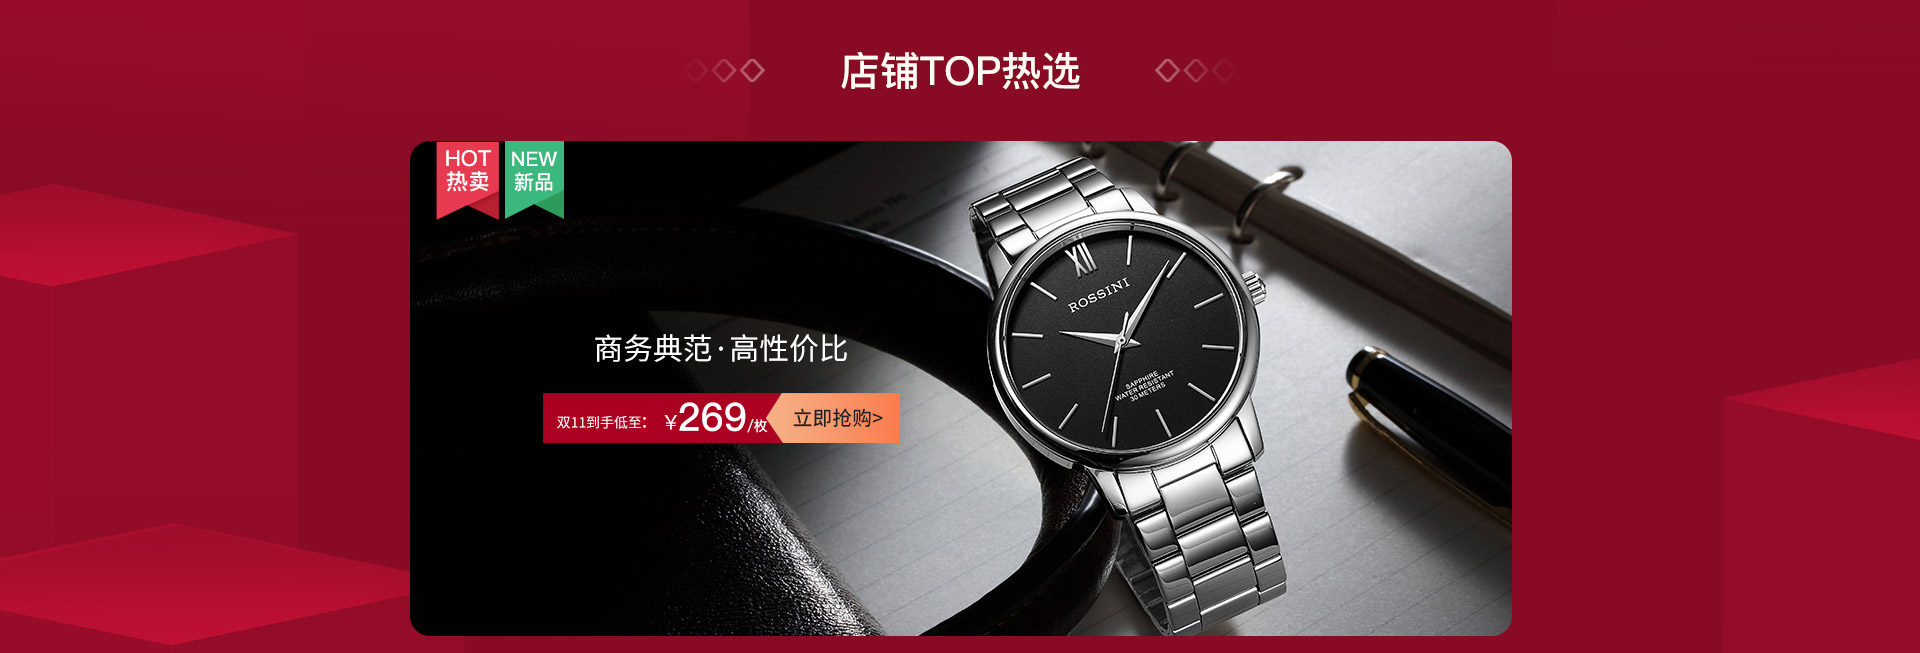 店铺TOP热选
HOT
热卖
NEW
新品
商务典范·高性价比
双11到手低至：
¥269/枚
立即抢购>
XII
ROSSINI
SAPPHIRE
WATER RESISTANT
30 METERS